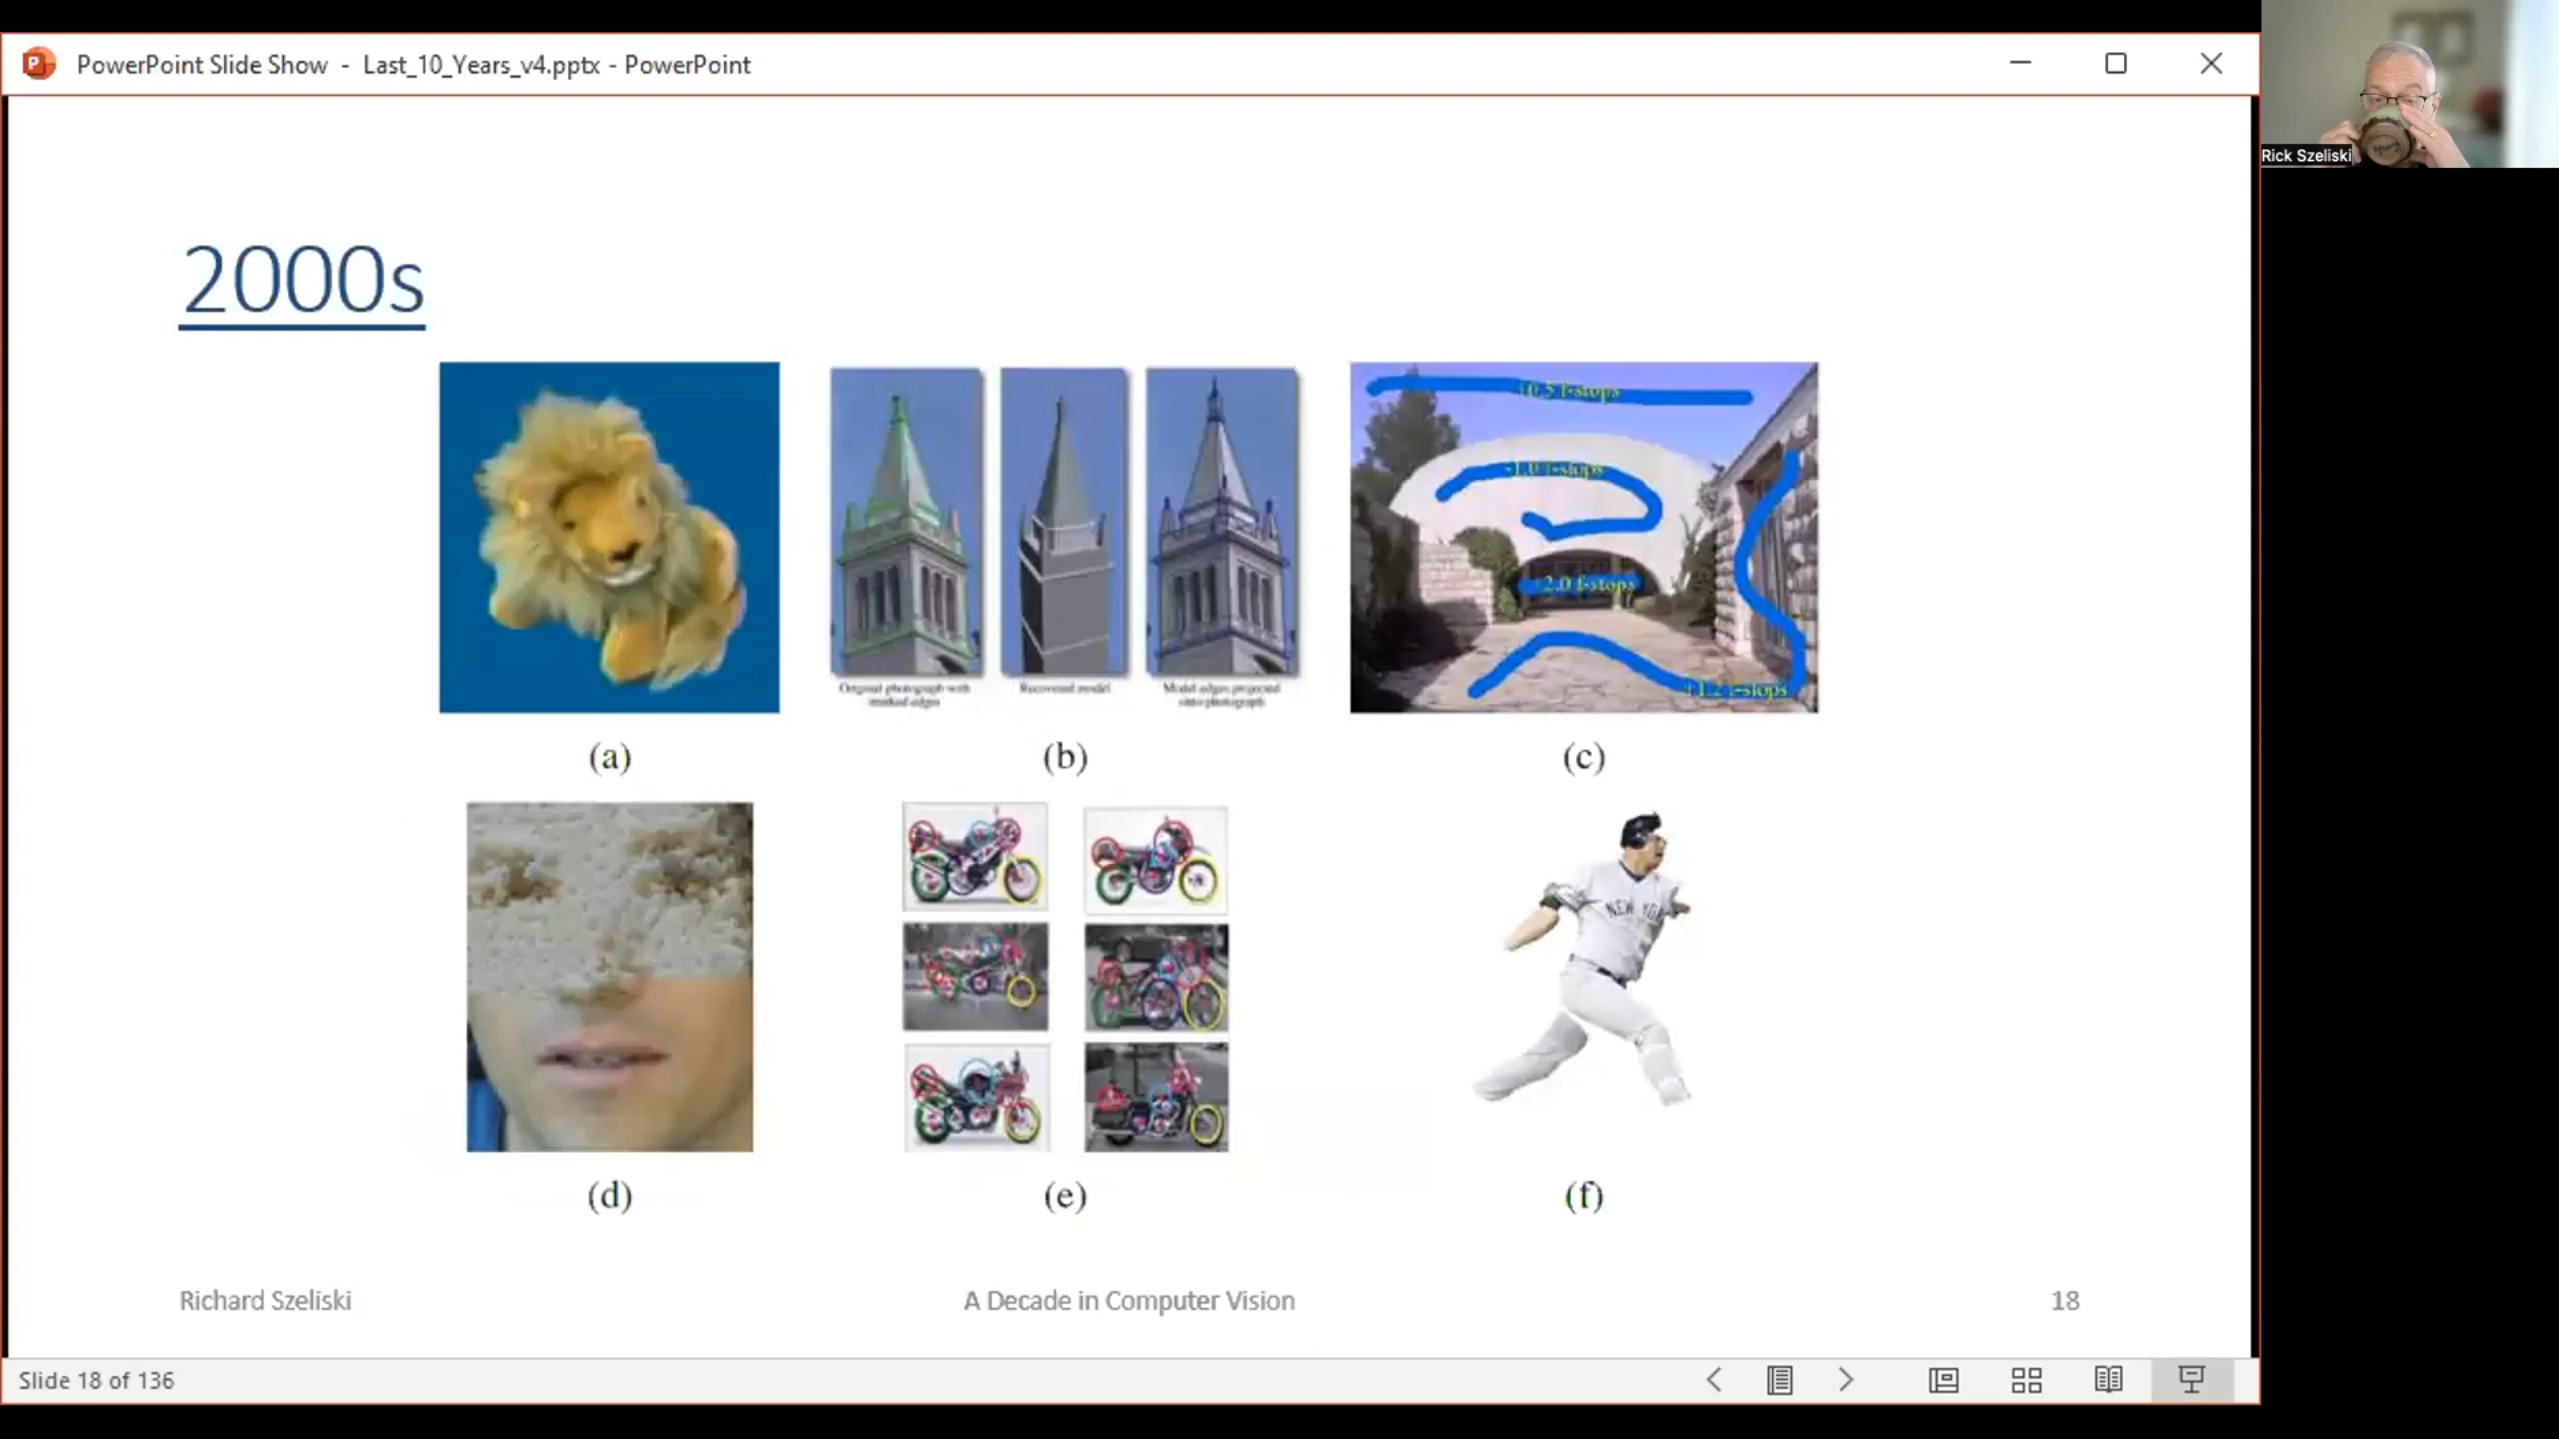 PowerPoint Slide Show - Last_10_Years_v4.pptx - PowerPoint
Rick Szeliski
2000s
+0.5 f-stops
-1.0 f-stops
+2.0 f-stops
+1.2 f-stops
Original photograph with
marked edges
Recovered model
Model edges projected
onto photograph
(a)
(b)
(c)
NEW YO
(d)
(e)
(f)
Richard Szeliski
A Decade in Computer Vision
18
Slide 18 of 136